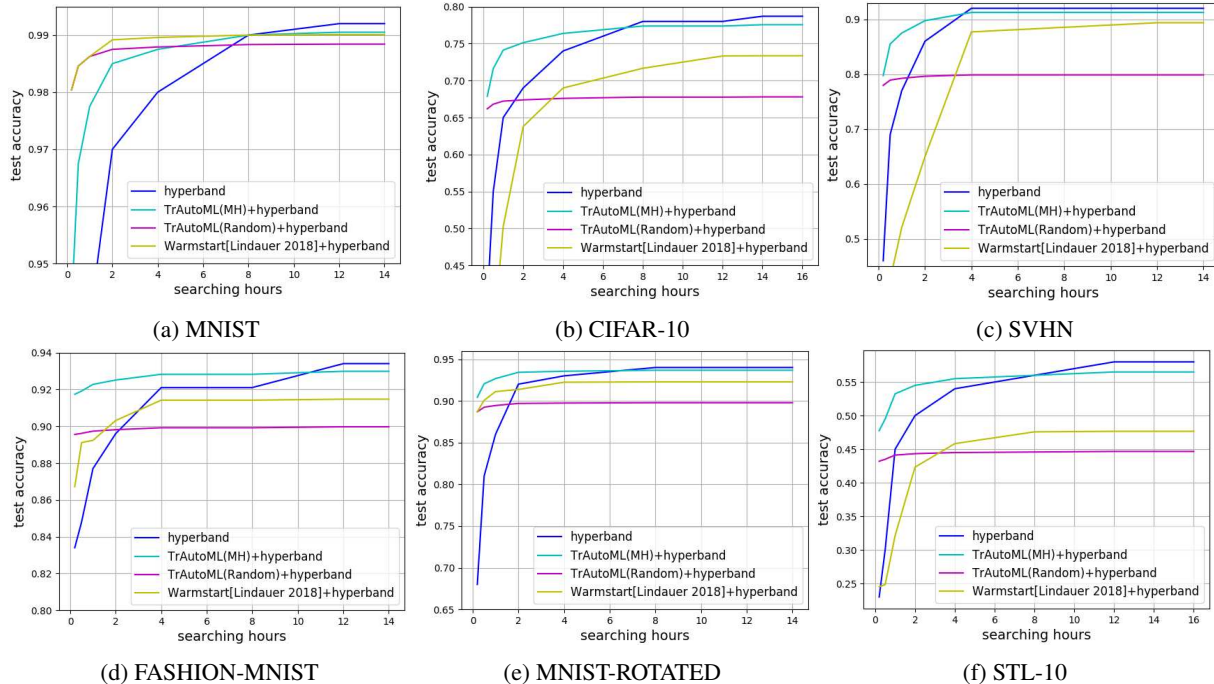 0.99
0.98
0.97
0.96
0.95
test accuracy
hyperband
TrAutoML(MH)+hyperband
TrAutoML(Random)+hyperband
Warmstart[Lindauer 2018]+hyperband
0 2 4 6 8 10 12 14
searching hours
(a) MNIST
0.80
0.75
0.70
0.65
0.60
0.55
0.50
0.45
test accuracy
hyperband
TrAutoML(MH)+hyperband
TrAutoML(Random)+hyperband
Warmstart[Lindauer 2018]+hyperband
0 2 4 6 8 10 12 14 16
searching hours
(b) CIFAR-10
0.9
0.8
0.7
0.6
0.5
test accuracy
hyperband
TrAutoML(MH)+hyperband
TrAutoML(Random)+hyperband
Warmstart[Lindauer 2018]+hyperband
0 2 4 6 8 10 12 14
searching hours
(c) SVHN
0.94
0.92
0.90
0.88
0.86
0.84
0.82
0.80
test accuracy
hyperband
TrAutoML(MH)+hyperband
TrAutoML(Random)+hyperband
Warmstart[Lindauer 2018]+hyperband
0 2 4 6 8 10 12 14
searching hours
(d) FASHION-MNIST
0.95
0.90
0.85
0.80
0.75
0.70
0.65
test accuracy
hyperband
TrAutoML(MH)+hyperband
TrAutoML(Random)+hyperband
Warmstart[Lindauer 2018]+hyperband
0 2 4 6 8 10 12 14
searching hours
(e) MNIST-ROTATED
0.55
0.50
0.45
0.40
0.35
0.30
0.25
test accuracy
hyperband
TrAutoML(MH)+hyperband
TrAutoML(Random)+hyperband
Warmstart[Lindauer 2018]+hyperband
0 2 4 6 8 10 12 14 16
searching hours
(f) STL-10